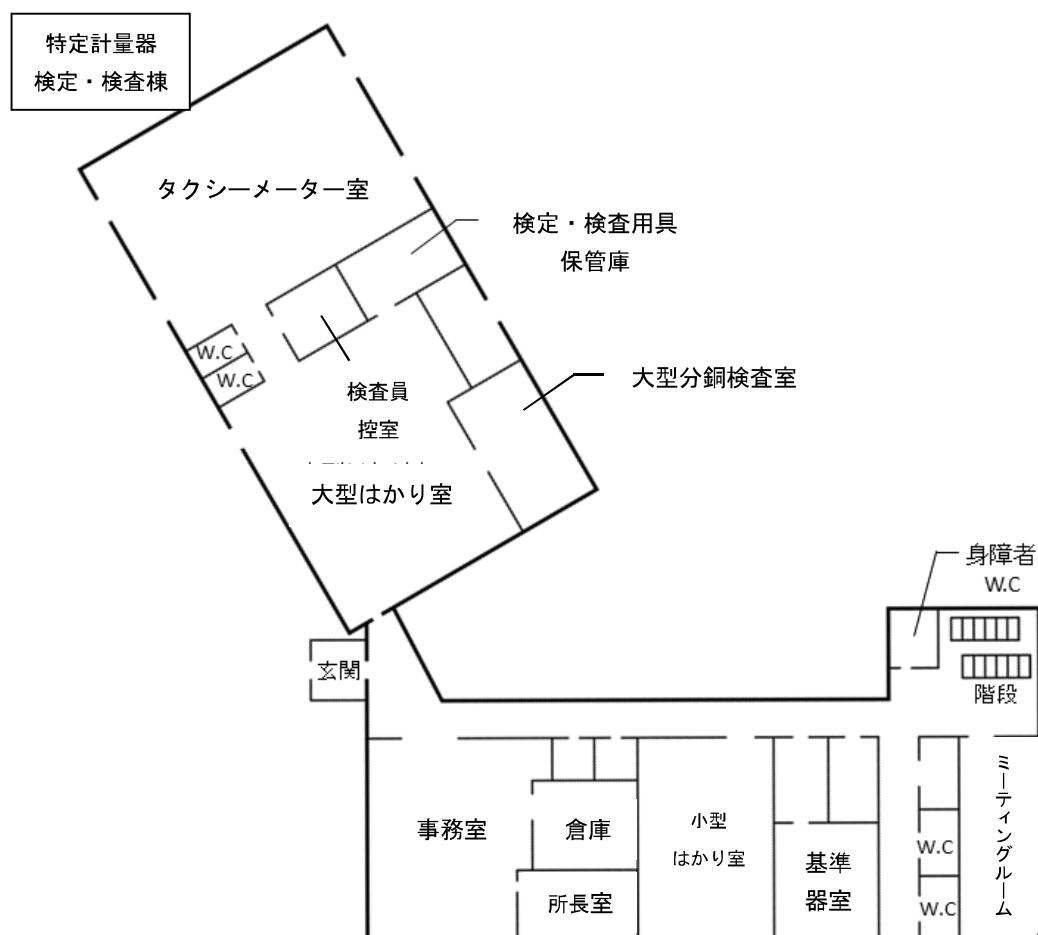 特定計量器
検定・検査棟
タクシーメーター室
検定・検査用具
保管庫
W.C
W.C
検査員
控室
大型分銅検査室
大型はかり室
身障者
W.C
階段
玄関
事務室
倉庫
所長室
小型
はかり室
基準
器室
W.C
W.C
ミーティングルーム